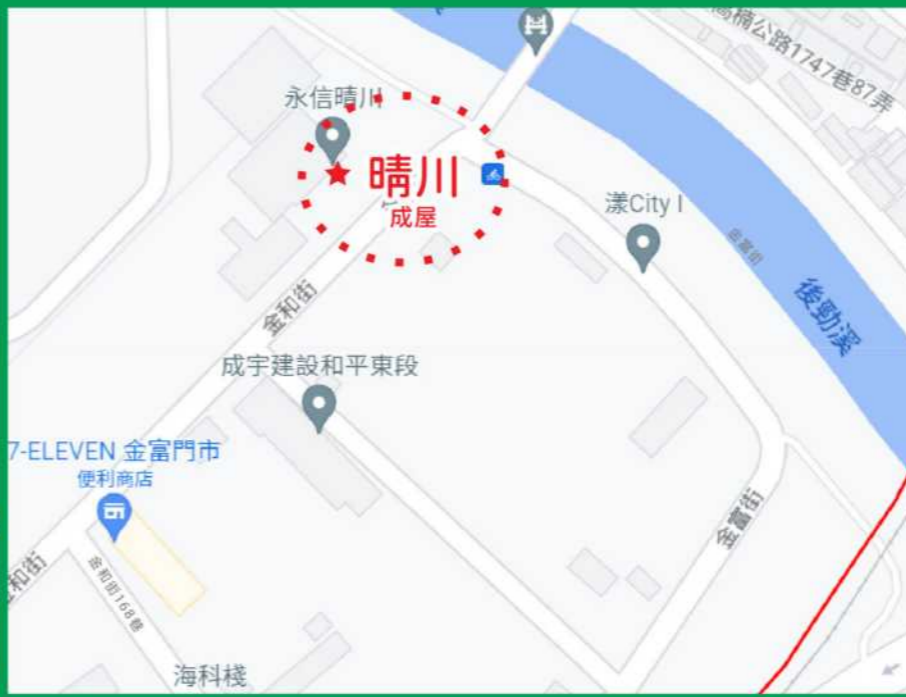 高楠公路1747巷87弄
永信晴川
晴川
成屋
漾City I
金富街
後勁溪
金和街
成宇建設和平東段
7-ELEVEN 金富門市
便利商店
金富街
金和街
金和街168巷
海科棧